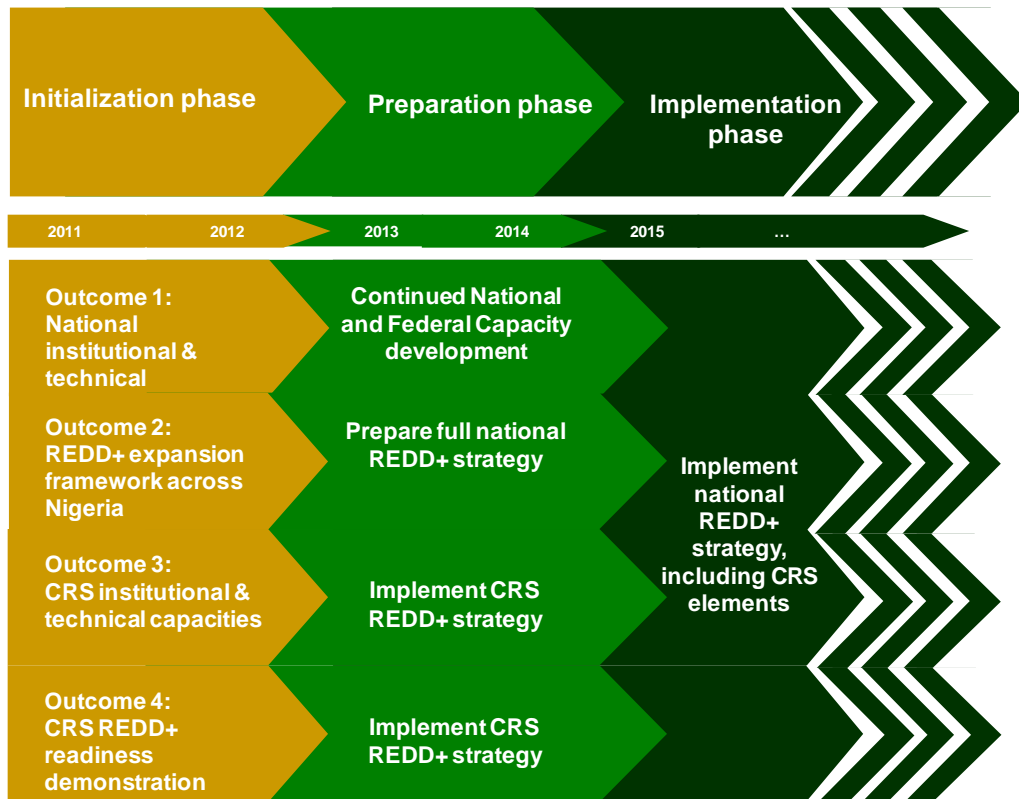 Initialization phase
Preparation phase
Implementation
phase
2011 2012 2013 2014 2015 ...
Outcome 1:
National
institutional &
technical
Continued National
and Federal Capacity
development
Outcome 2:
REDD+ expansion
framework across
Nigeria
Prepare full national
REDD+ strategy
Outcome 3:
CRS institutional &
technical capacities
Implement CRS
REDD+ strategy
Outcome 4:
CRS REDD+
readiness
demonstration
Implement CRS
REDD+ strategy
Implement
national
REDD+
strategy,
including CRS
elements